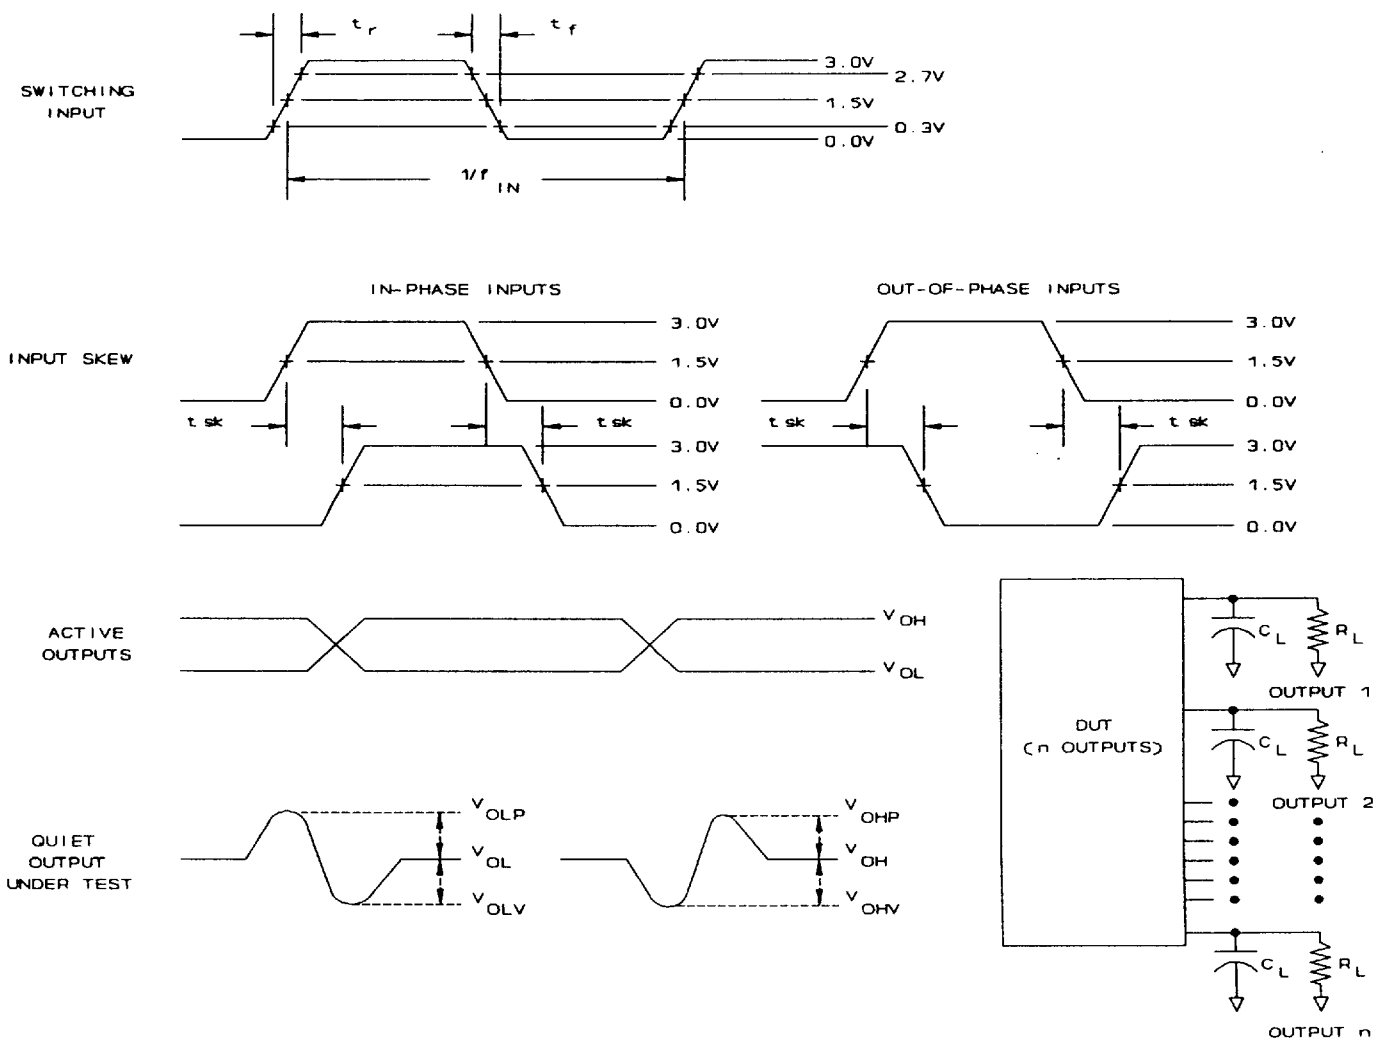 t r
t f
SWITCHING
INPUT
3.0V
2.7V
1.5V
0.3V
0.0V
1/f IN
IN-PHASE INPUTS
OUT-OF-PHASE INPUTS
INPUT SKEW
3.0V
1.5V
0.0V
3.0V
1.5V
0.0V
t sk
t sk
t sk
t sk
3.0V
1.5V
0.0V
3.0V
1.5V
0.0V
ACTIVE
OUTPUTS
V OH
V OL
DUT
(n OUTPUTS)
C L
R L
OUTPUT 1
C L
R L
OUTPUT 2
C L
R L
OUTPUT n
QUIET
OUTPUT
UNDER TEST
V OLP
V OL
V OLV
V OHP
V OH
V OHV